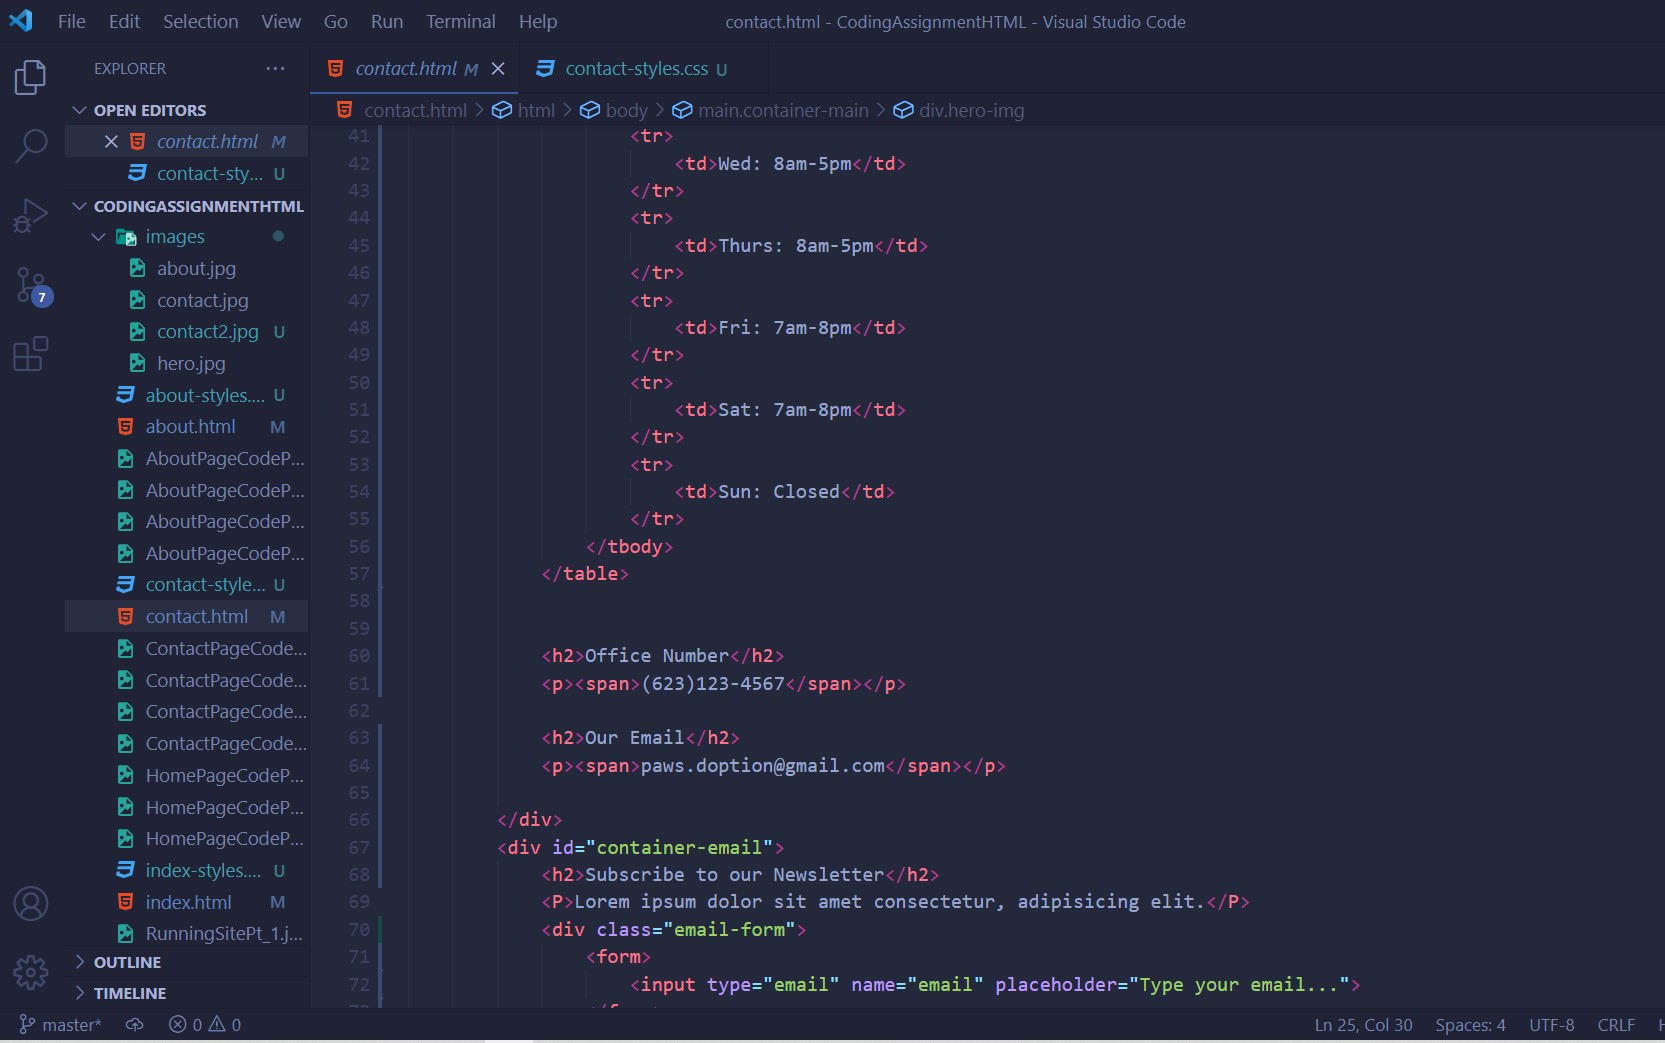 File Edit Selection View Go Run Terminal Help
contact.html - CodingAssignmentHTML - Visual Studio Code
EXPLORER
OPEN EDITORS
contact.html M
contact-sty... U
CODINGASSIGNMENTHTML
images
about.jpg
contact.jpg
contact2.jpg U
hero.jpg
about-styles.... U
about.html M
AboutPageCodeP...
AboutPageCodeP...
AboutPageCodeP...
AboutPageCodeP...
contact-style... U
contact.html M
ContactPageCode...
ContactPageCode...
ContactPageCode...
ContactPageCode...
HomePageCodeP...
HomePageCodeP...
HomePageCodeP...
index-styles.... U
index.html M
RunningSitePt_1.j...
OUTLINE
TIMELINE
7
contact.html M
contact-styles.css U
contact.html > html > body > main.container-main > div.hero-img
41 <tr>
42 <td>Wed: 8am-5pm</td>
43 </tr>
44 <tr>
45 <td>Thurs: 8am-5pm</td>
46 </tr>
47 <tr>
48 <td>Fri: 7am-8pm</td>
49 </tr>
50 <tr>
51 <td>Sat: 7am-8pm</td>
52 </tr>
53 <tr>
54 <td>Sun: Closed</td>
55 </tr>
56 </tbody>
57 </table>
58
59
60 <h2>Office Number</h2>
61 <p><span>(623)123-4567</span></p>
62
63 <h2>Our Email</h2>
64 <p><span>paws.doption@gmail.com</span></p>
65
66 </div>
67 <div id="container-email">
68 <h2>Subscribe to our Newsletter</h2>
69 <P>Lorem ipsum dolor sit amet consectetur, adipisicing elit.</P>
70 <div class="email-form">
71 <form>
72 <input type="email" name="email" placeholder="Type your email...">
master* 0 0
Ln 25, Col 30 Spaces: 4 UTF-8 CRLF